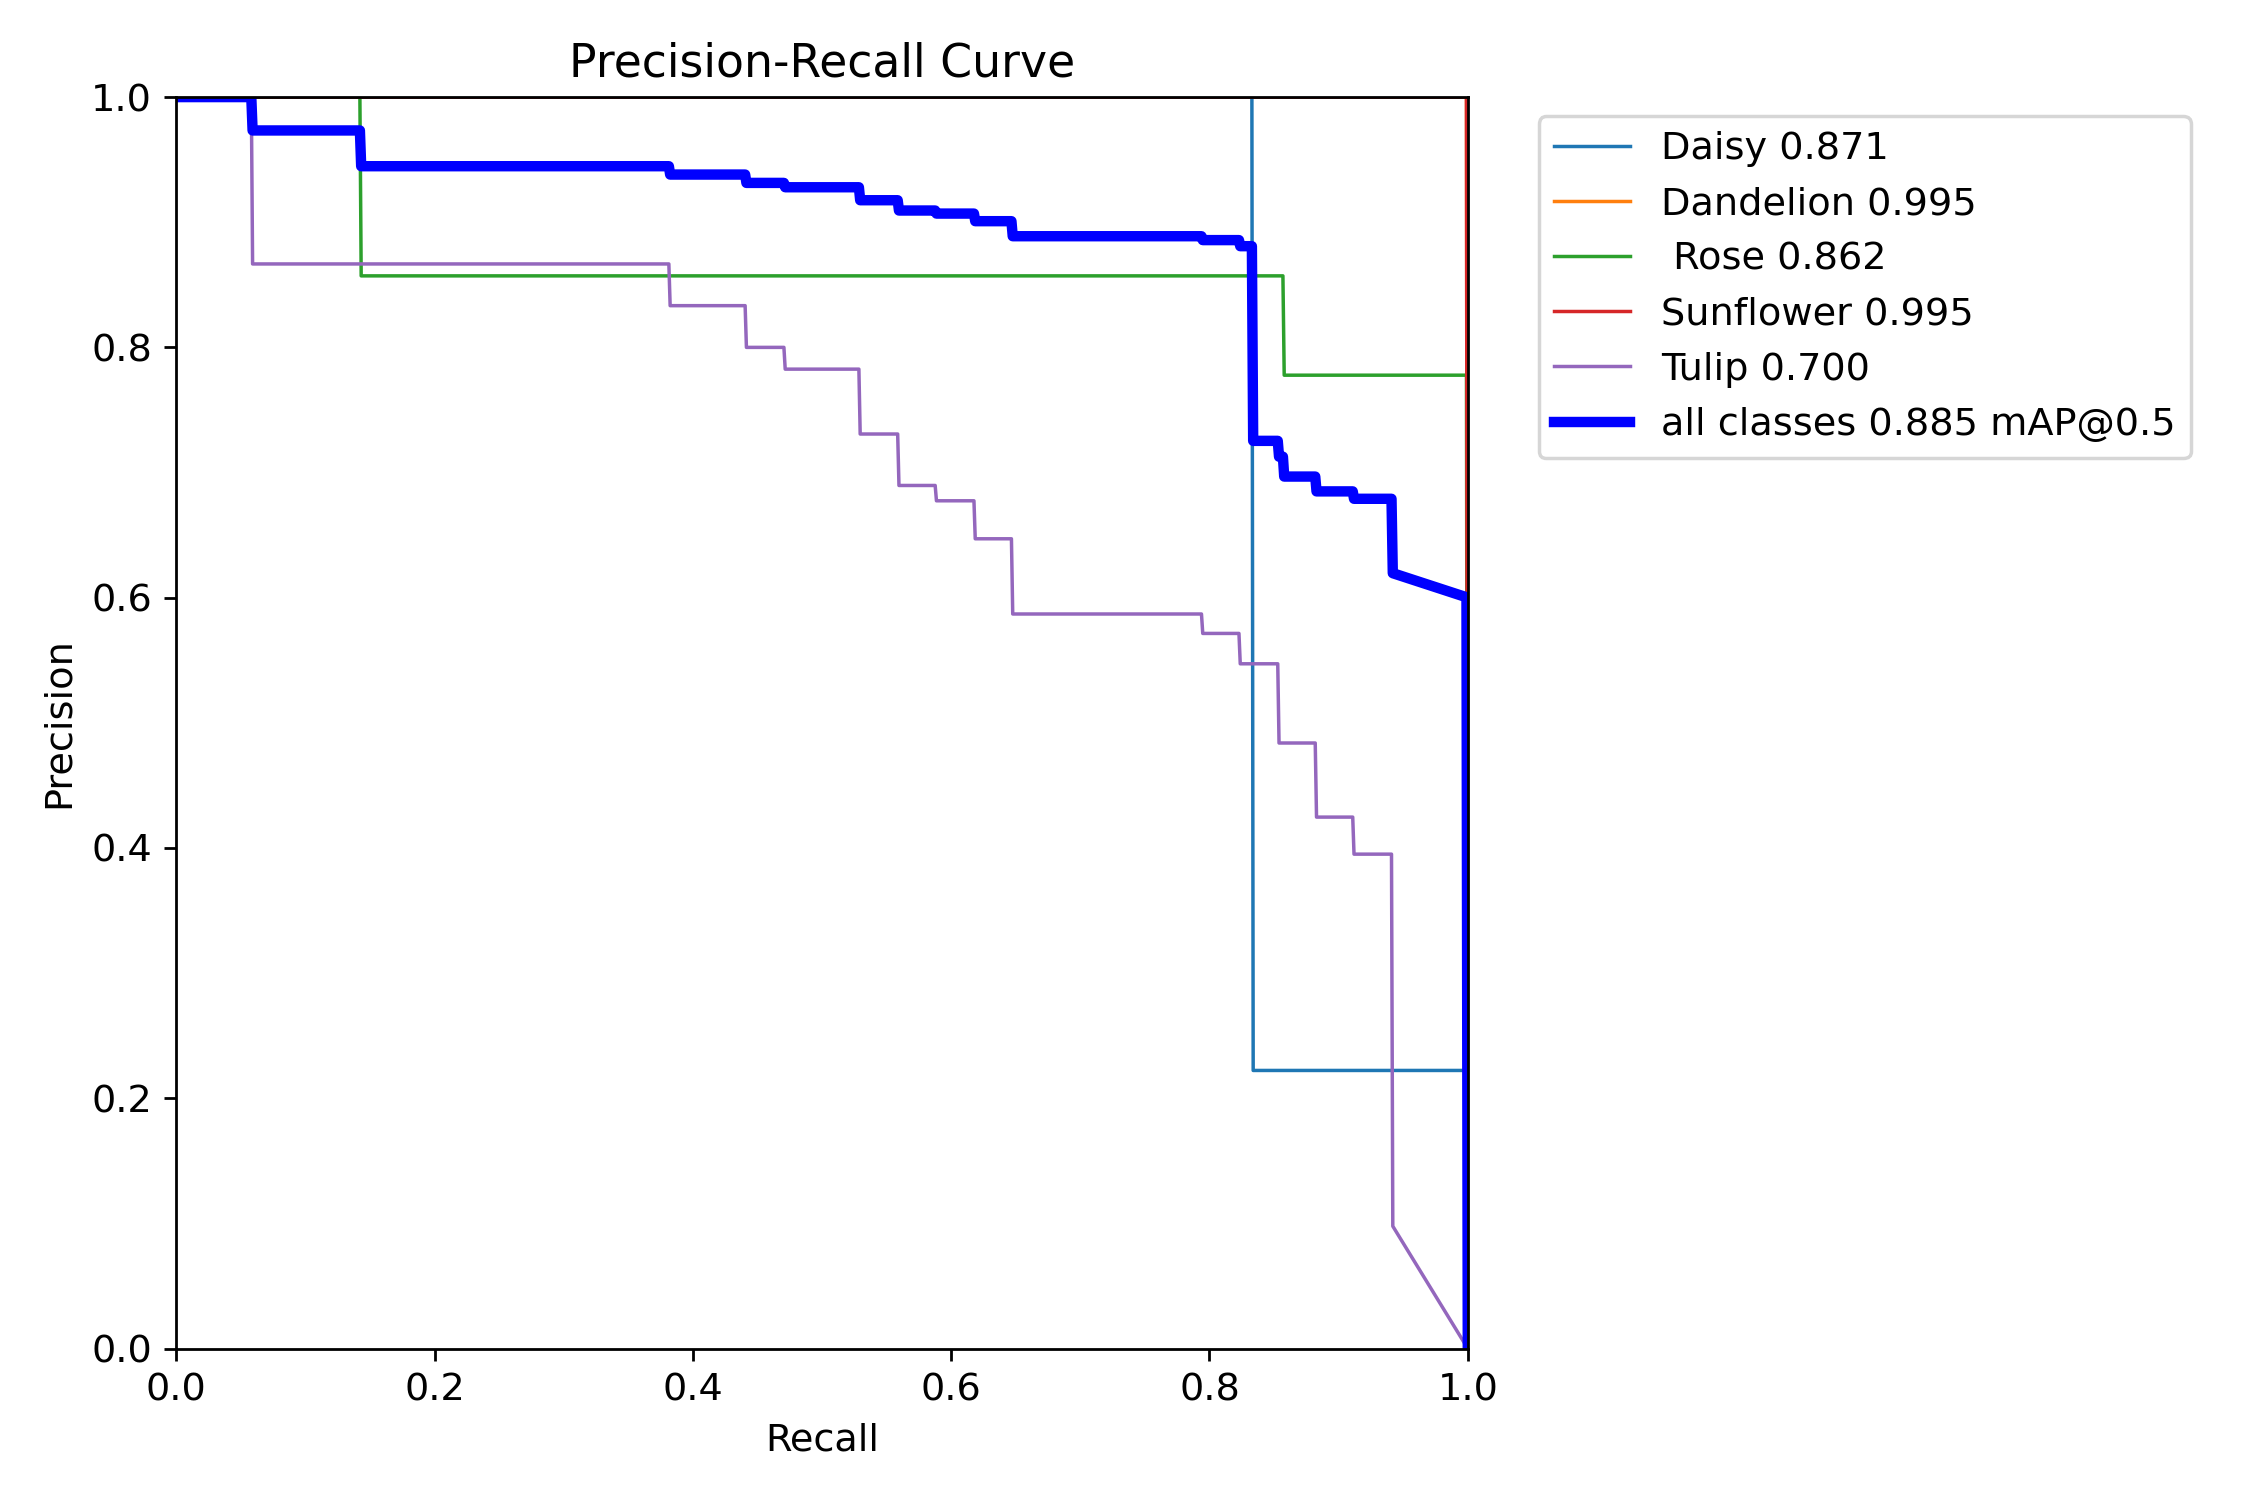 Precision-Recall Curve
1.0
0.8
0.6
0.4
0.2
0.0
Precision
0.0 0.2 0.4 0.6 0.8 1.0
Recall
Daisy 0.871
Dandelion 0.995
Rose 0.862
Sunflower 0.995
Tulip 0.700
all classes 0.885 mAP@0.5